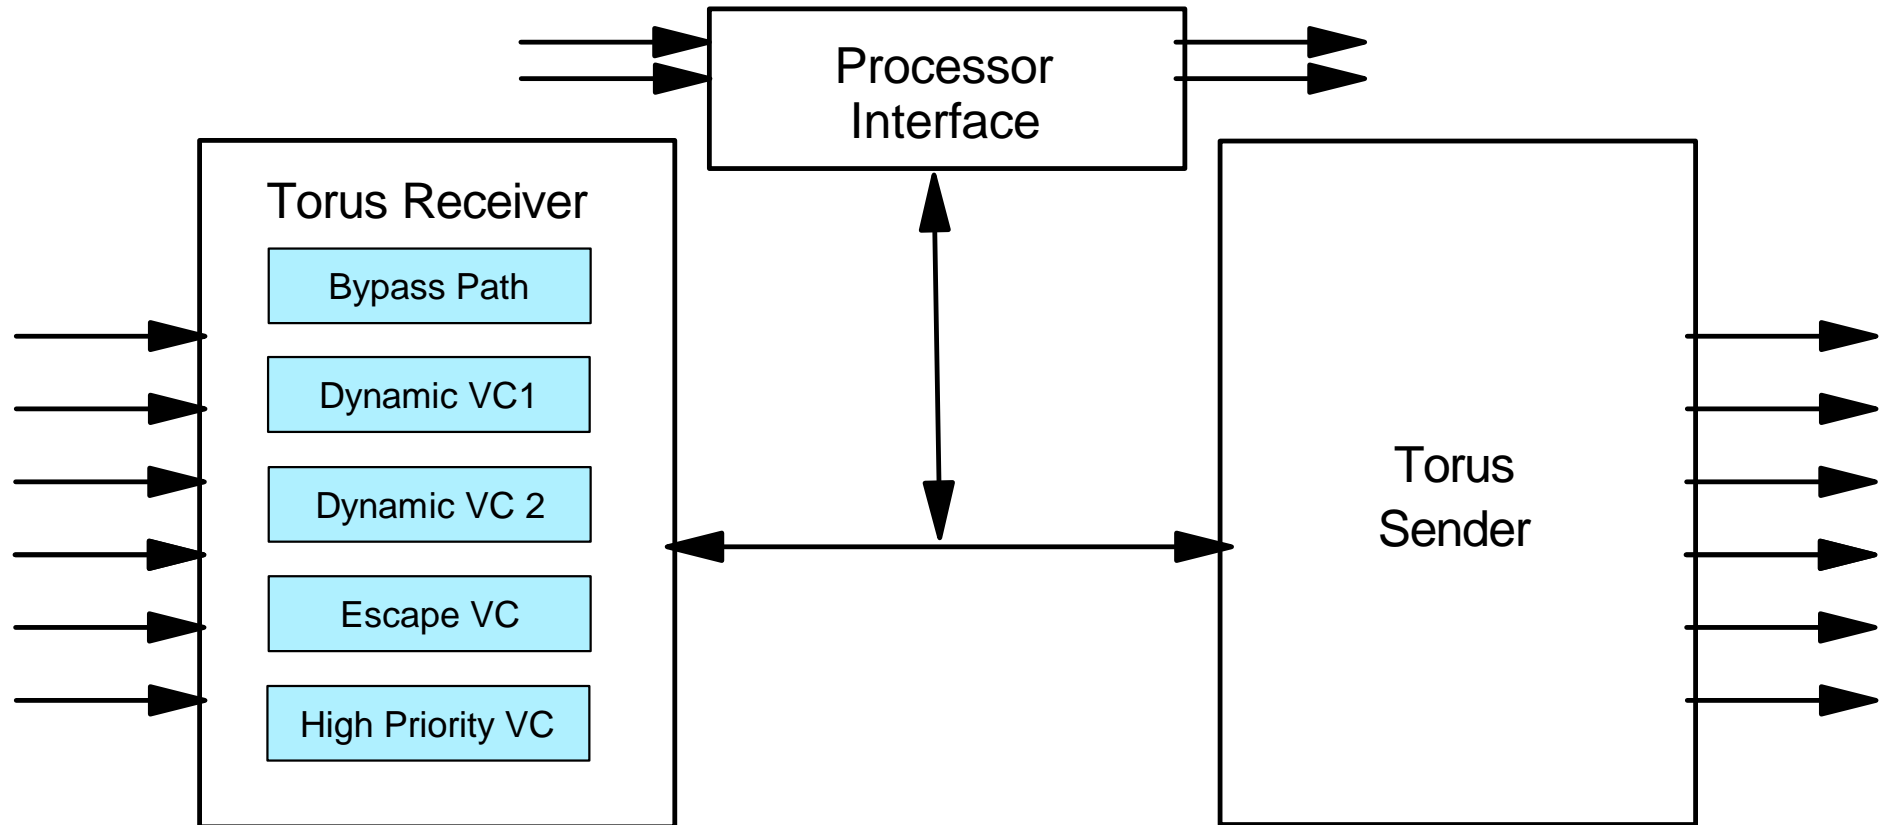 Processor
Interface
Torus Receiver
Bypass Path
Dynamic VC1
Dynamic VC 2
Escape VC
High Priority VC
Torus
Sender